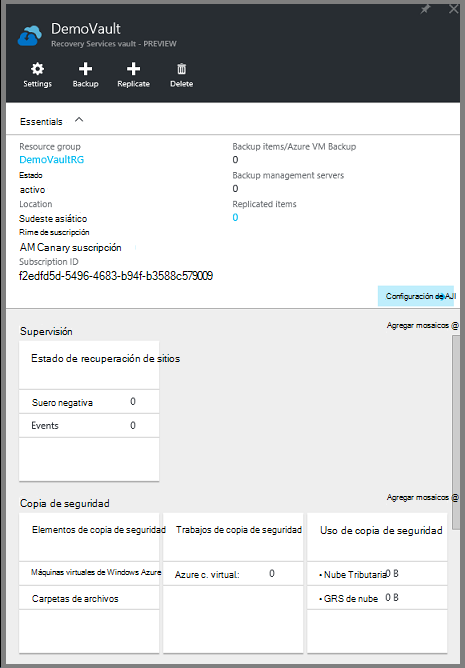 DemoVault
Recovery Services vault - PREVIEW
Settings
Backup
Replicate
Delete
Essentials
Resource group
DemoVaultRG
Estado
activo
Location
Sudeste asiático
Rime de suscripción
AM Canary suscripción
Subscription ID
f2edfd5d-5496-4683-b94f-b3588c579009
Backup items/Azure VM Backup
0
Backup management servers
0
Replicated items
0
Configuración de
Agregar mosaicos
Supervisión
Estado de recuperación de sitios
Suero negativa 0
Events 0
Agregar mosaicos
Copia de seguridad
Elementos de copia de seguridad
Máquinas virtuales de Windows Azure
Carpetas de archivos
Trabajos de copia de seguridad
Azure c. virtual: 0
Uso de copia de seguridad
• Nube Tributaria 0 B
• GRS de nube 0 B